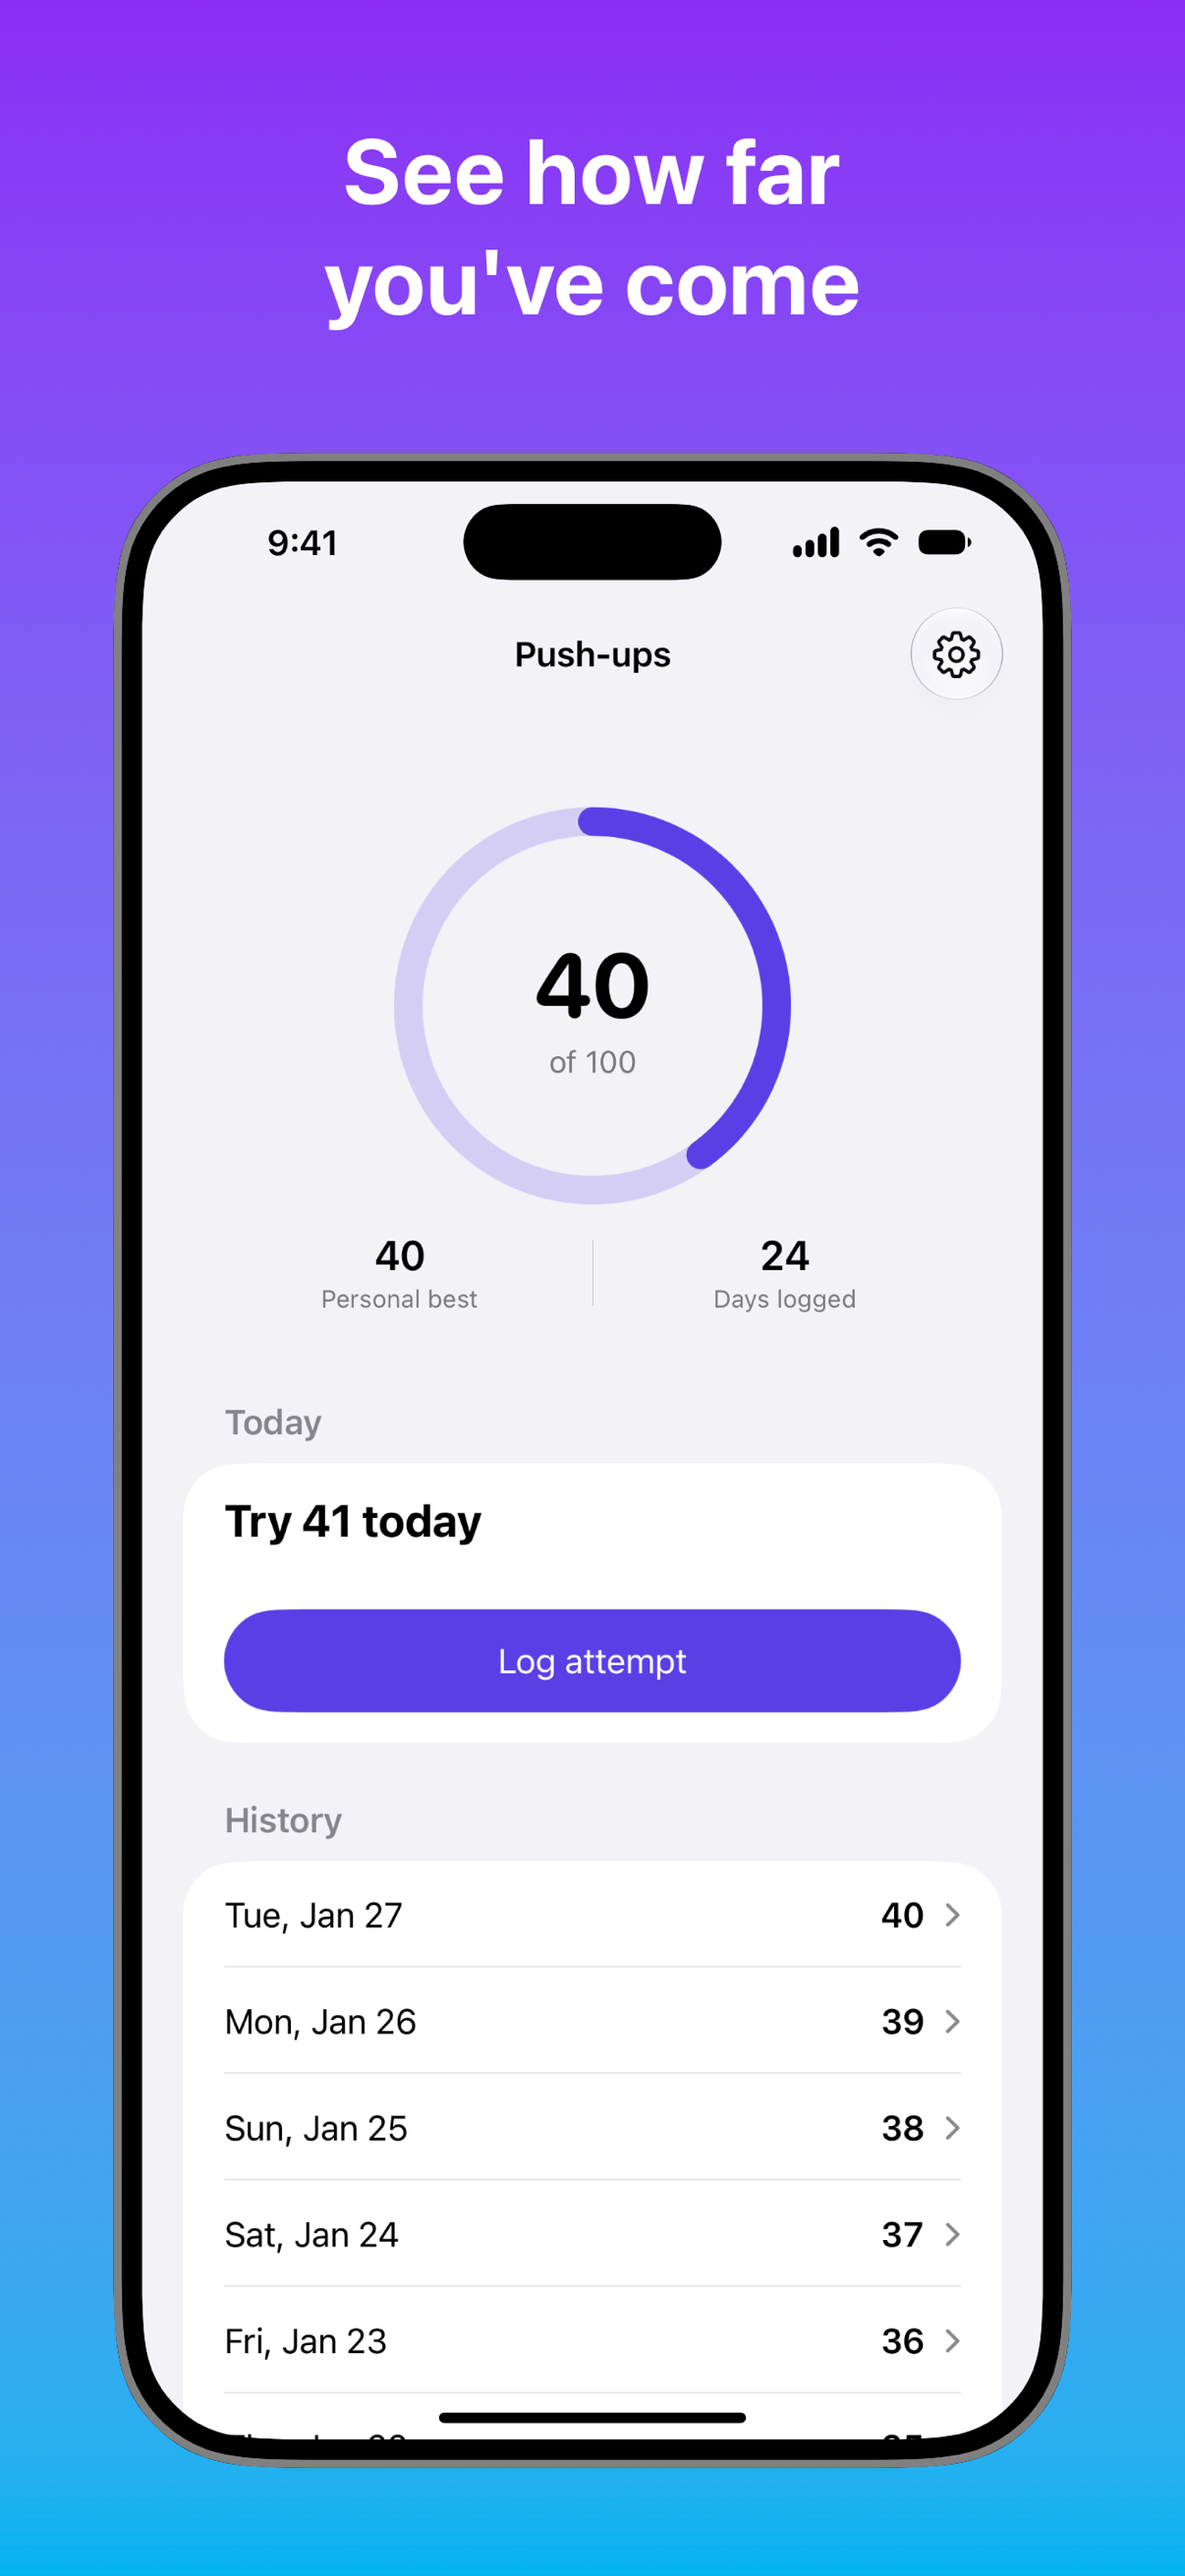 See how far
you've come
9:41
Push-ups
40
of 100
40
Personal best
24
Days logged
Today
Try 41 today
Log attempt
History
Tue, Jan 27
40
Mon, Jan 26
39
Sun, Jan 25
38
Sat, Jan 24
37
Fri, Jan 23
36